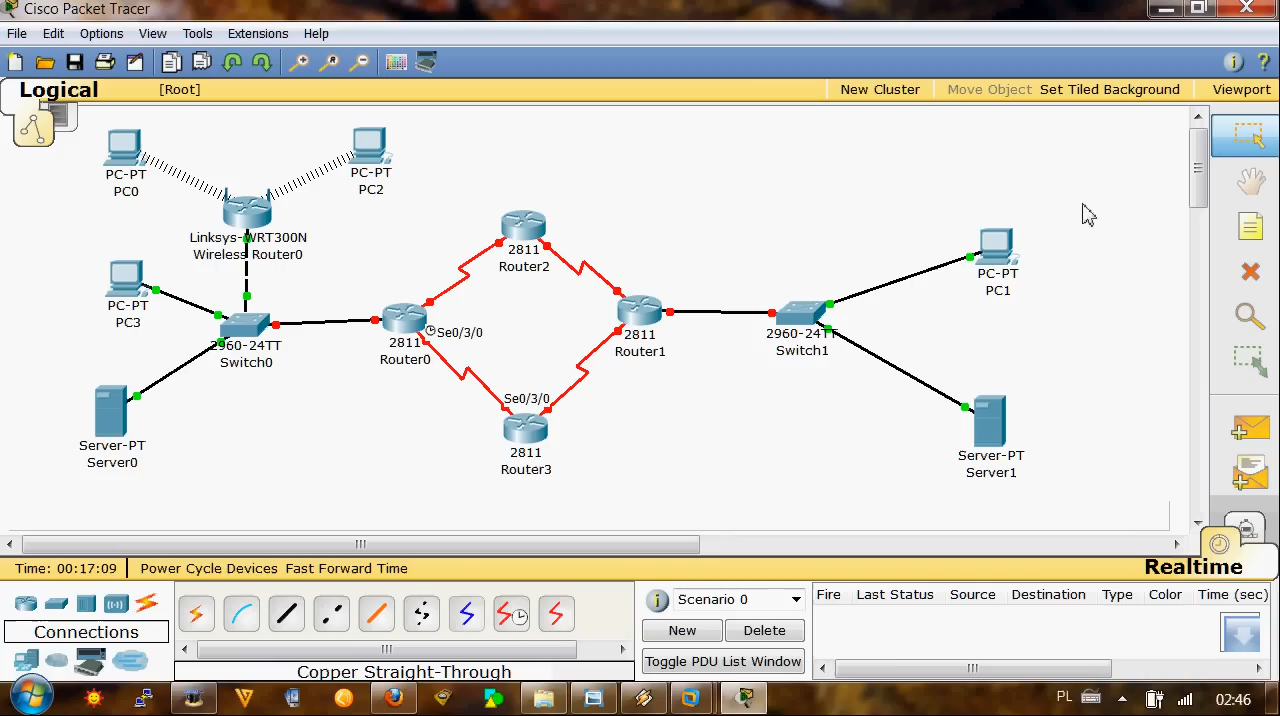 Cisco Packet Tracer
File Edit Options View Tools Extensions Help
Logical [Root] New Cluster Move Object Set Tiled Background Viewport
PC-PT
PC0
PC-PT
PC2
Linksys-WRT300N
Wireless Router0
2811
Router2
PC-PT
PC1
PC-PT
PC3
2960-24TT
Switch0
Se0/3/0
2811
Router0
2811
Router1
2960-24TT
Switch1
Se0/3/0
2811
Router3
Server-PT
Server0
Server-PT
Server1
Time: 00:17:09 Power Cycle Devices Fast Forward Time Realtime
Connections
Copper Straight-Through
Scenario 0
New Delete
Toggle PDU List Window
Fire Last Status Source Destination Type Color Time (sec)
PL 02:46